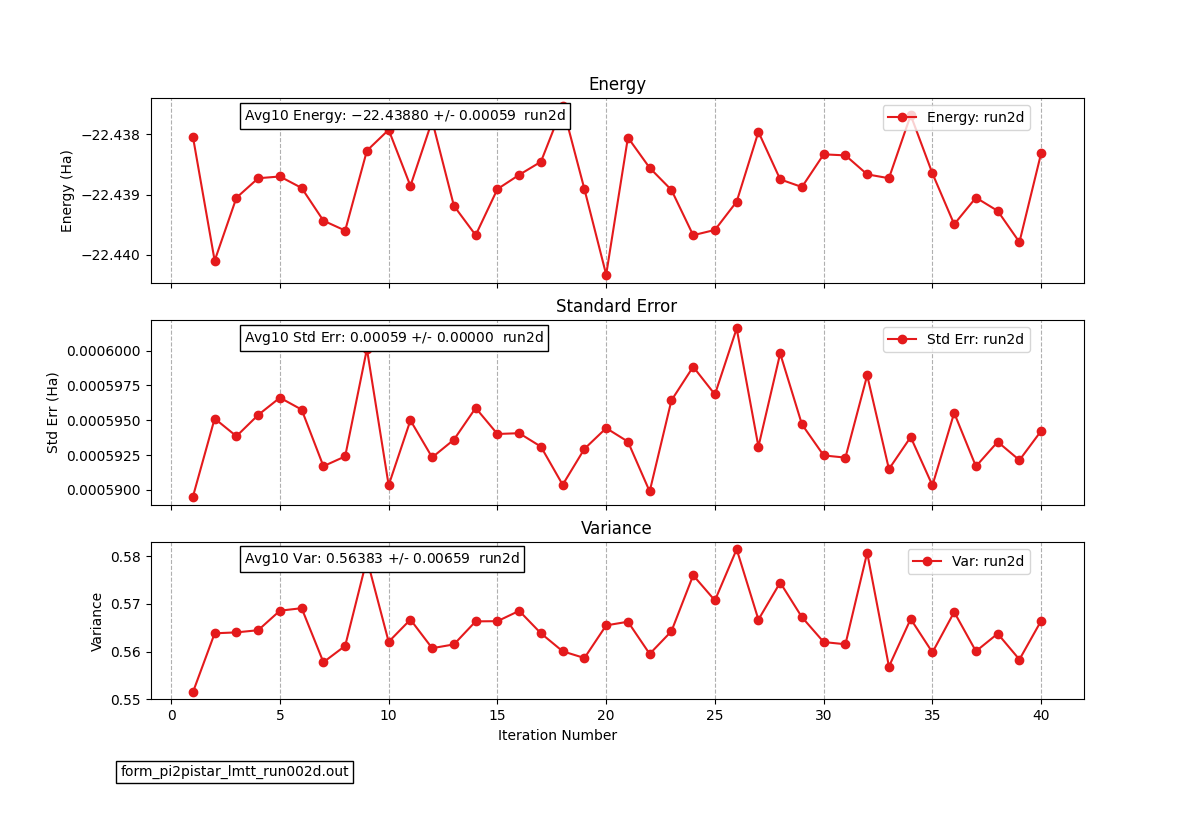 Energy
Avg10 Energy: −22.43880 +/- 0.00059  run2d
Energy: run2d
Energy (Ha)
−22.438
−22.439
−22.440
Standard Error
Avg10 Std Err: 0.00059 +/- 0.00000  run2d
Std Err: run2d
Std Err (Ha)
0.0006000
0.0005975
0.0005950
0.0005925
0.0005900
Variance
Avg10 Var: 0.56383 +/- 0.00659  run2d
Var: run2d
Variance
0.58
0.57
0.56
0.55
0 5 10 15 20 25 30 35 40
Iteration Number
form_pi2pistar_lmtt_run002d.out